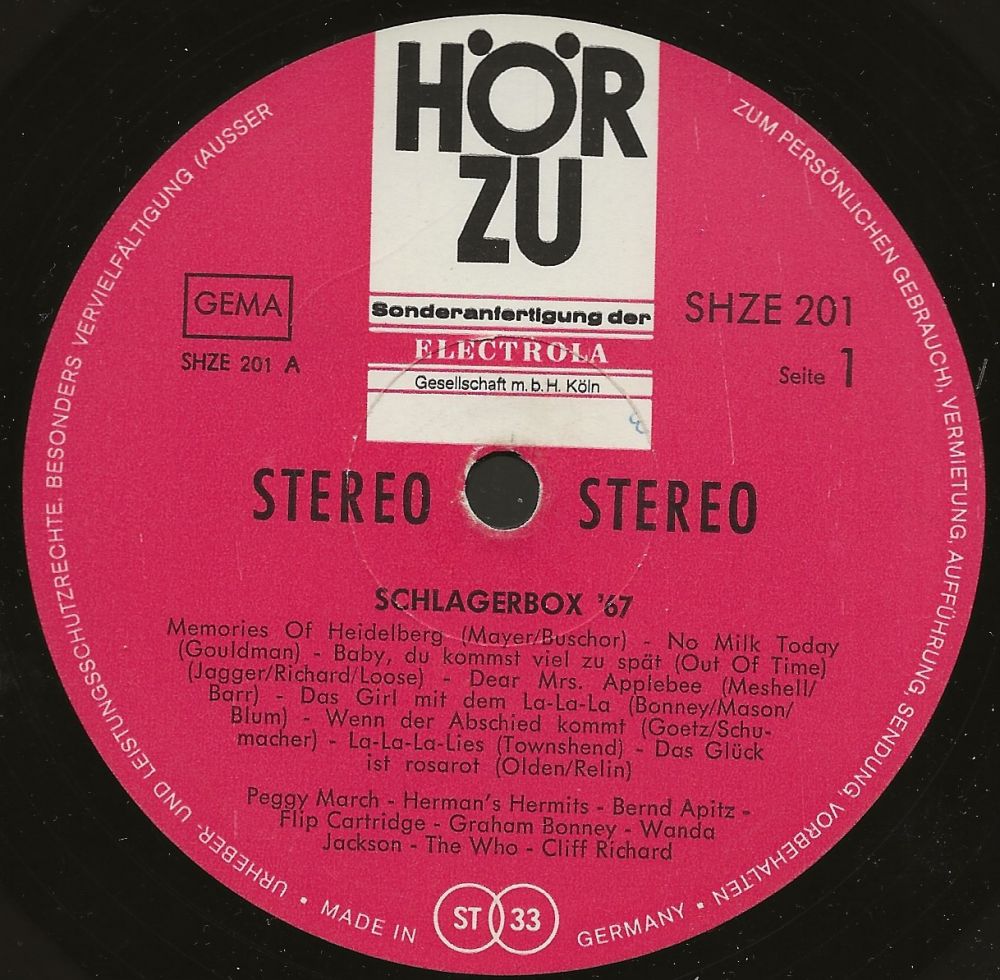 HÖR
ZU
Sonderanfertigung der
ELECTROLA
Gesellschaft m.b.H. Köln
GEMA
SHZE 201 A
SHZE 201
Seite 1
STEREO STEREO
SCHLAGERBOX '67
Memories Of Heidelberg (Mayer/Buschor) - No Milk Today
(Gouldman) - Baby, du kommst viel zu spät (Out Of Time)
(Jagger/Richard/Loose) - Dear Mrs. Applebee (Meshell/
Barr) - Das Girl mit dem La-La-La (Bonney/Mason/
Blum) - Wenn der Abschied kommt (Goetz/Schu-
macher) - La-La-La-Lies (Townshend) - Das Glück
ist rosarot (Olden/Relin)
Peggy March - Herman's Hermits - Bernd Apitz -
Flip Cartridge - Graham Bonney - Wanda
Jackson - The Who - Cliff Richard
ST 33
URHEBER- UND LEISTUNGSSCHUTZRECHTE, BESONDERS VERVIELFÄLTIGUNG (AUSSER
ZUM PERSÖNLICHEN GEBRAUCH), VERMIETUNG, AUFFÜHRUNG, SENDUNG, VORBEHALTEN •
• MADE IN GERMANY